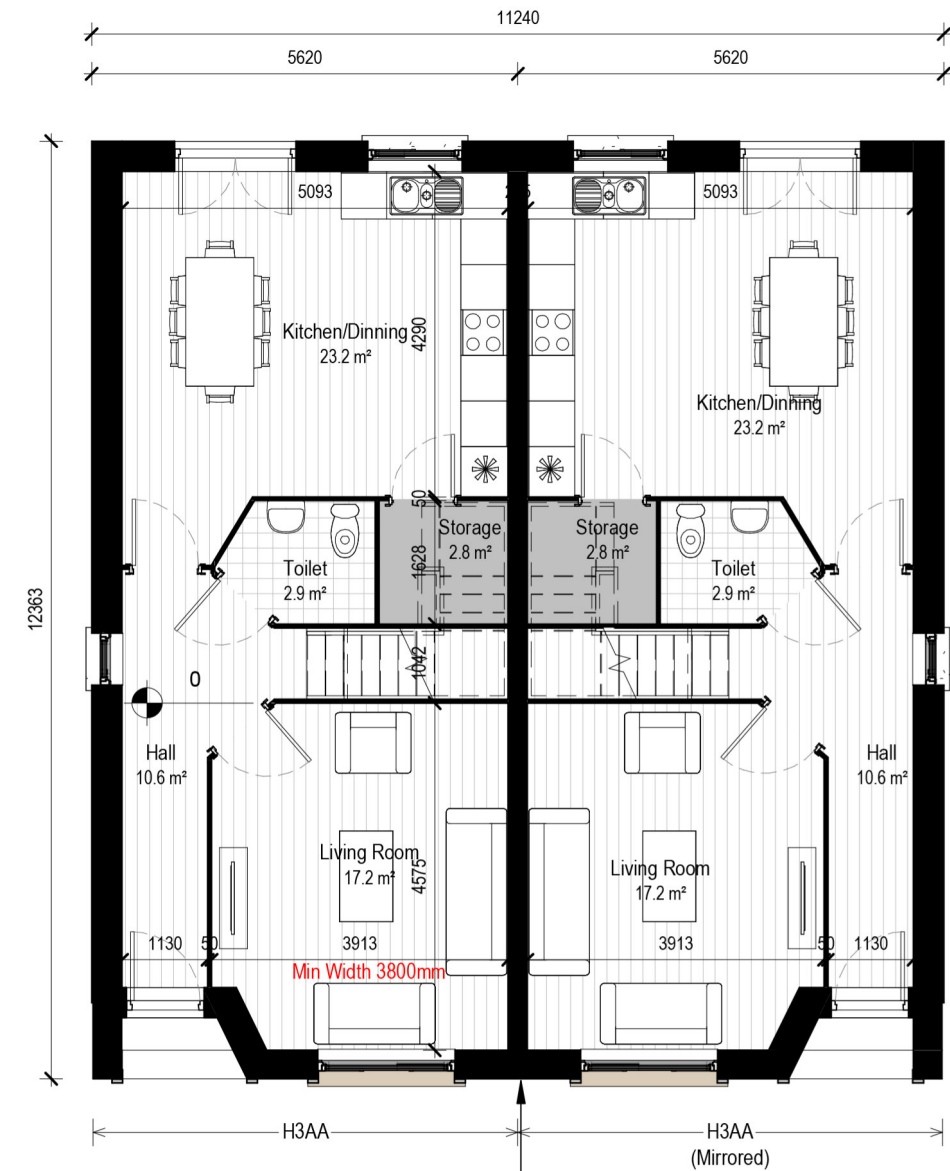 11240
5620
5620
12363
5093
5093
Kitchen/Dinning
23.2 m²
4290
Kitchen/Dinning
23.2 m²
50
Storage
2.8 m²
Storage
2.8 m²
1628
Toilet
2.9 m²
Toilet
2.9 m²
1042
0
Hall
10.6 m²
Hall
10.6 m²
Living Room
17.2 m²
4575
Living Room
17.2 m²
1130
50
3913
3913
50
1130
Min Width 3800mm
H3AA
H3AA
(Mirrored)